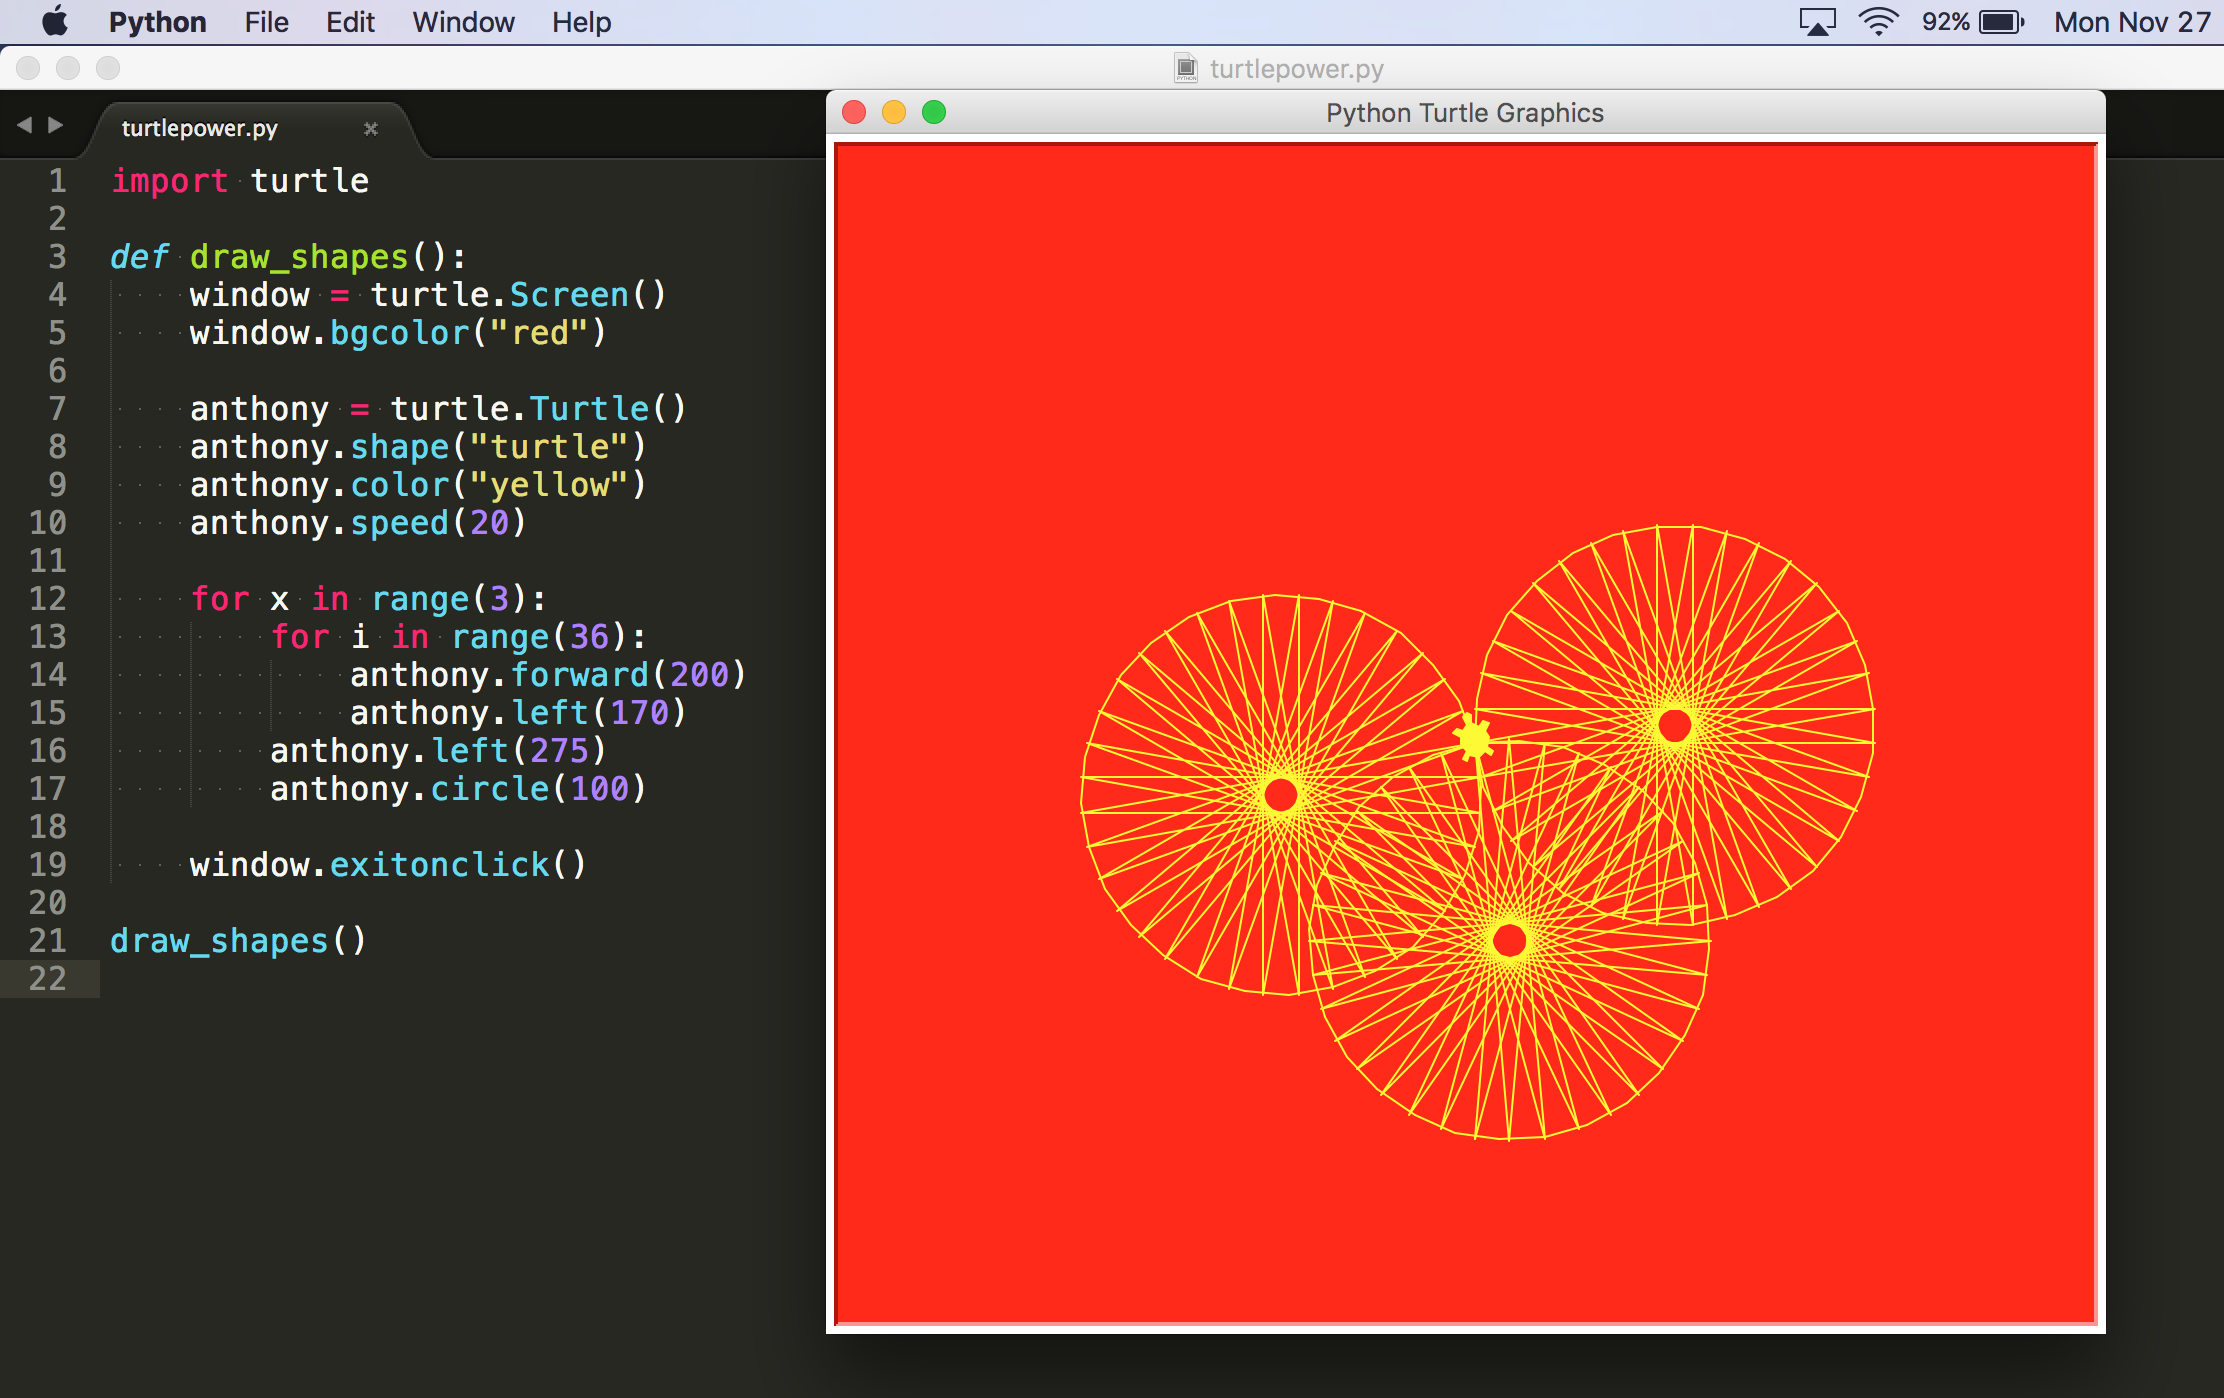 Python File Edit Window Help 92% Mon Nov 27
turtlepower.py
turtlepower.py
Python Turtle Graphics
1 import turtle
2
3 def draw_shapes():
4     window = turtle.Screen()
5     window.bgcolor("red")
6
7     anthony = turtle.Turtle()
8     anthony.shape("turtle")
9     anthony.color("yellow")
10     anthony.speed(20)
11
12     for x in range(3):
13         for i in range(36):
14             anthony.forward(200)
15             anthony.left(170)
16         anthony.left(275)
17         anthony.circle(100)
18
19     window.exitonclick()
20
21 draw_shapes()
22